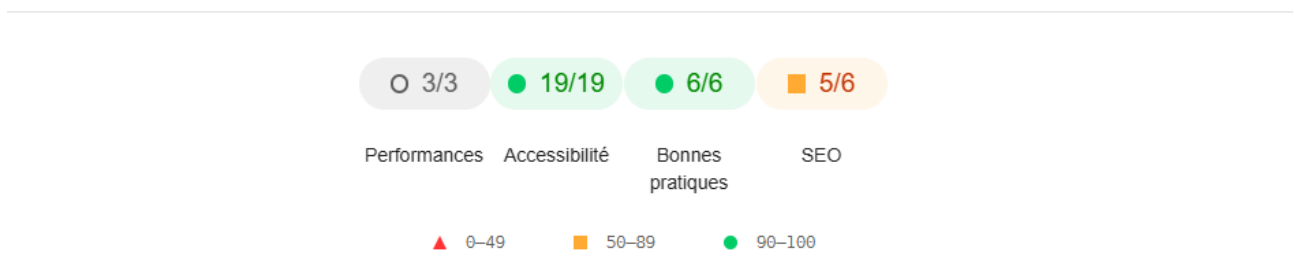 3/3 19/19 6/6 5/6
Performances Accessibilité Bonnes pratiques SEO
0–49 50–89 90–100